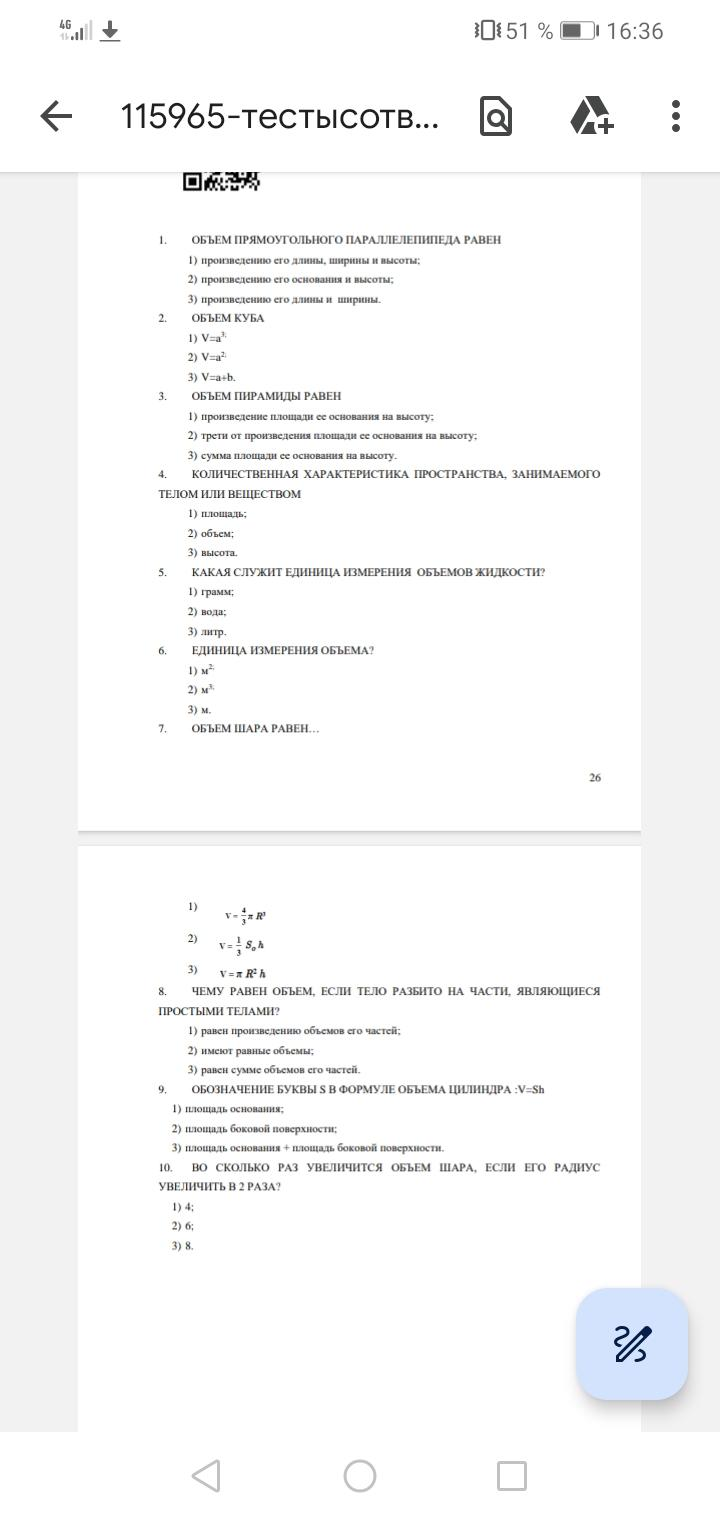 4G 51 % 16:36
115965-тестысотв...
1. ОБЪЕМ ПРЯМОУГОЛЬНОГО ПАРАЛЛЕЛЕПИПЕДА РАВЕН
1) произведению его длины, ширины и высоты;
2) произведению его основания и высоты;
3) произведению его длины и ширины.
2. ОБЪЕМ КУБА
1) V=a³;
2) V=a²;
3) V=a+b.
3. ОБЪЕМ ПИРАМИДЫ РАВЕН
1) произведение площади ее основания на высоту;
2) трети от произведения площади ее основания на высоту;
3) сумма площади ее основания на высоту.
4. КОЛИЧЕСТВЕННАЯ ХАРАКТЕРИСТИКА ПРОСТРАНСТВА, ЗАНИМАЕМОГО
ТЕЛОМ ИЛИ ВЕЩЕСТВОМ
1) площадь;
2) объем;
3) высота.
5. КАКАЯ СЛУЖИТ ЕДИНИЦА ИЗМЕРЕНИЯ ОБЪЕМОВ ЖИДКОСТИ?
1) грамм;
2) вода;
3) литр.
6. ЕДИНИЦА ИЗМЕРЕНИЯ ОБЪЕМА?
1) м²;
2) м³;
3) м.
7. ОБЪЕМ ШАРА РАВЕН…
26
1) V = 4/3 π R³
2) V = 1/3 Sₒ h
3) V = π R² h
8. ЧЕМУ РАВЕН ОБЪЕМ, ЕСЛИ ТЕЛО РАЗБИТО НА ЧАСТИ, ЯВЛЯЮЩИЕСЯ
ПРОСТЫМИ ТЕЛАМИ?
1) равен произведению объемов его частей;
2) имеют равные объемы;
3) равен сумме объемов его частей.
9. ОБОЗНАЧЕНИЕ БУКВЫ S В ФОРМУЛЕ ОБЪЕМА ЦИЛИНДРА :V=Sh
1) площадь основания;
2) площадь боковой поверхности;
3) площадь основания + площадь боковой поверхности.
10. ВО СКОЛЬКО РАЗ УВЕЛИЧИТСЯ ОБЪЕМ ШАРА, ЕСЛИ ЕГО РАДИУС
УВЕЛИЧИТЬ В 2 РАЗА?
1) 4;
2) 6;
3) 8.